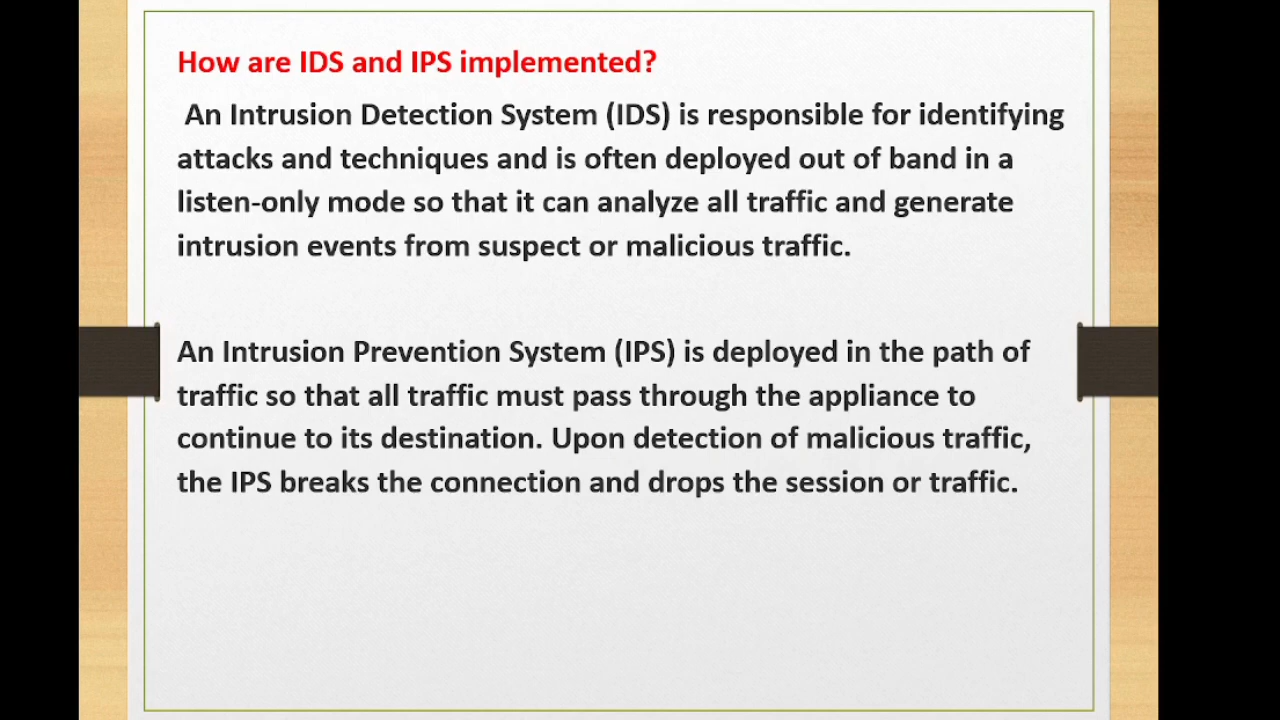 How are IDS and IPS implemented?
An Intrusion Detection System (IDS) is responsible for identifying
attacks and techniques and is often deployed out of band in a
listen-only mode so that it can analyze all traffic and generate
intrusion events from suspect or malicious traffic.
An Intrusion Prevention System (IPS) is deployed in the path of
traffic so that all traffic must pass through the appliance to
continue to its destination. Upon detection of malicious traffic,
the IPS breaks the connection and drops the session or traffic.